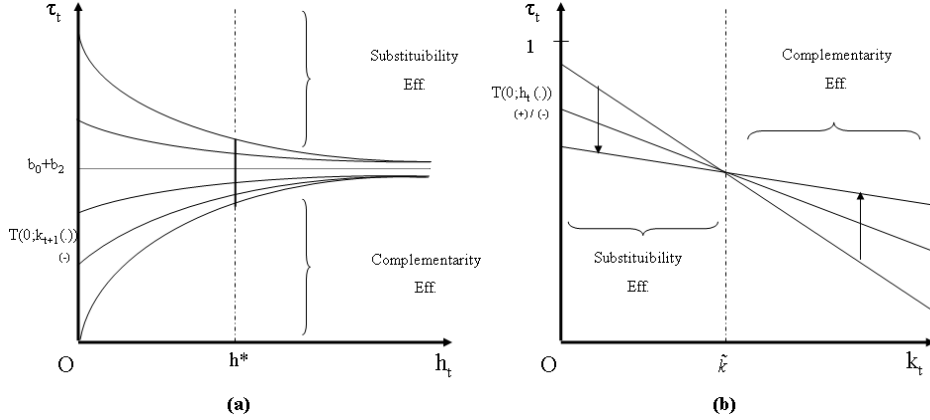 τt
Substituibility
Eff.
b0+b2
T(0;kt+1(.))
(-)
Complementarity
Eff.
O
h*
ht
(a)
τt
1
Complementarity
Eff.
T(0;ht(.))
(+)/(-)
Substituibility
Eff.
O
k̃
kt
(b)